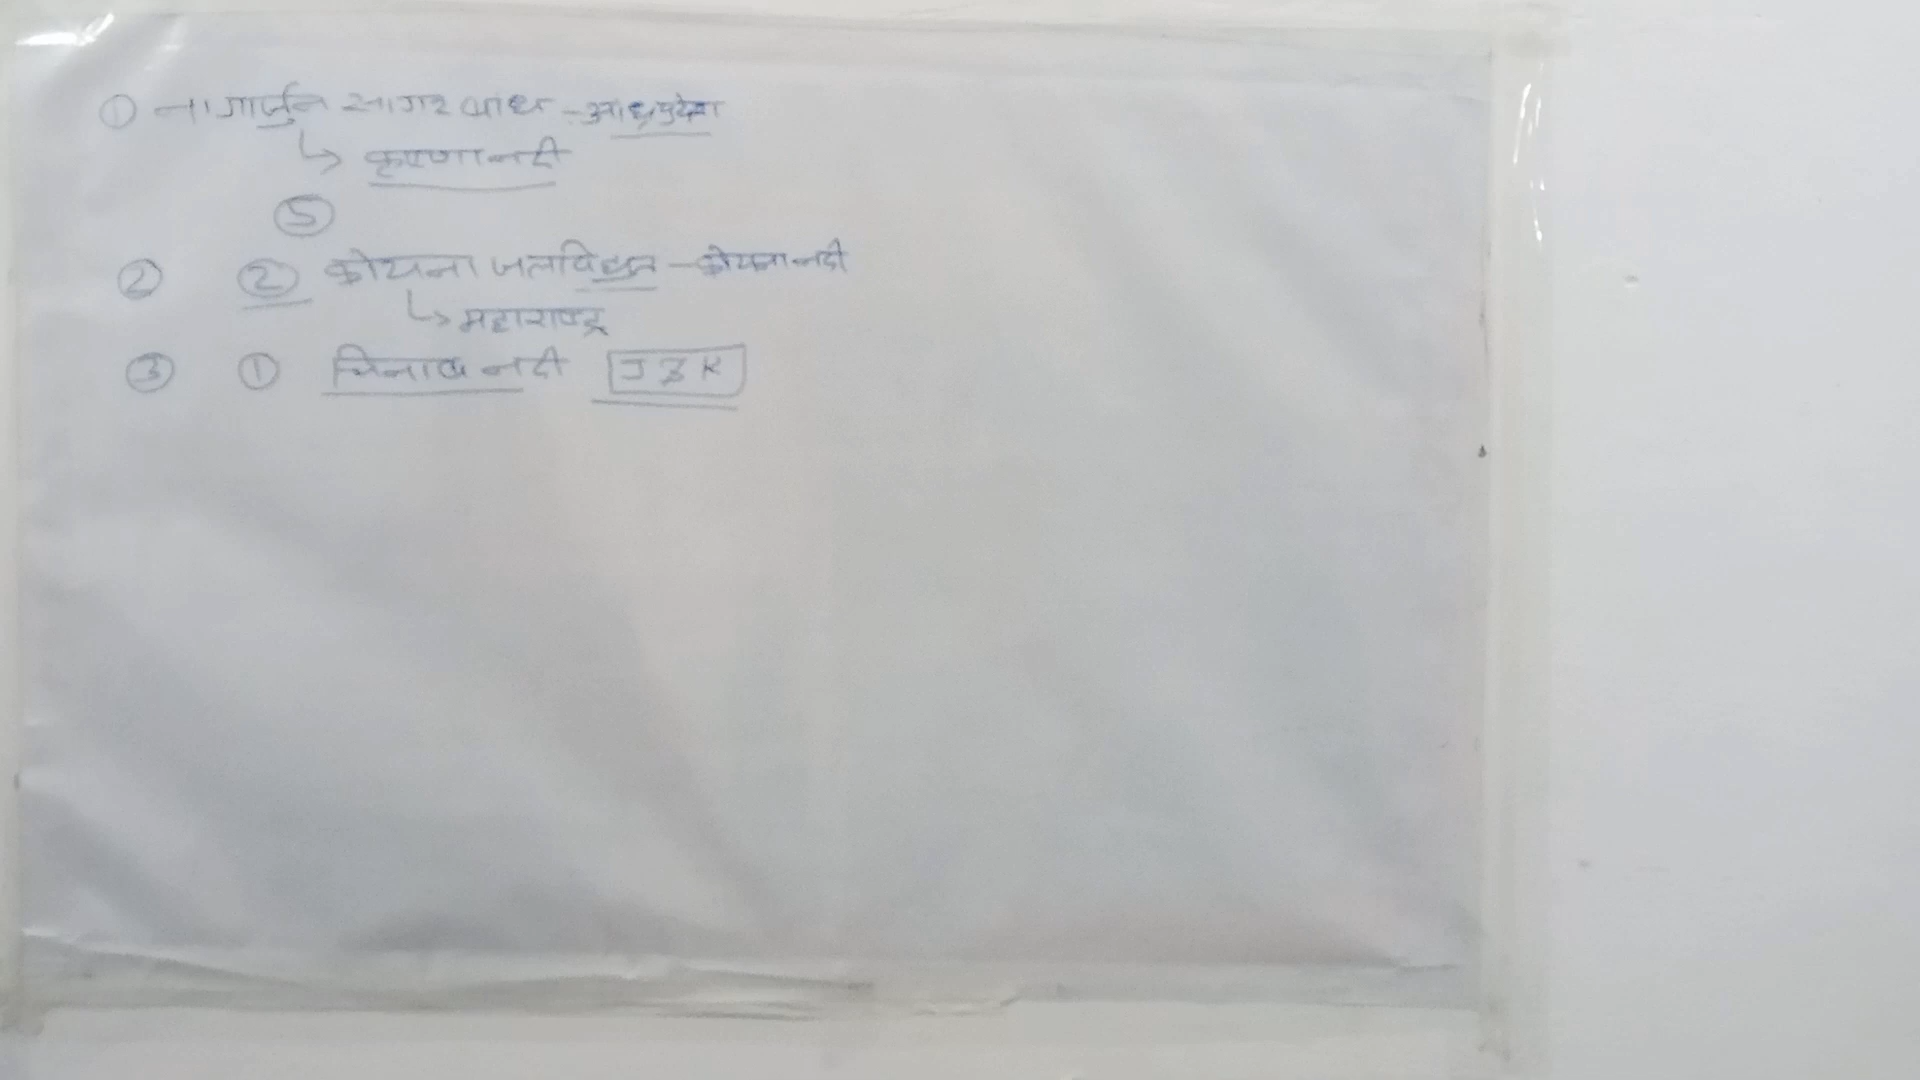 ① नागार्जुन सागर बांध - आंध्रप्रदेश
↳ कृष्णा नदी
⑤
② ② कोयना जलविधुत - कोयना नदी
↳ महाराष्ट्र
③ ① चिनाब नदी J&K